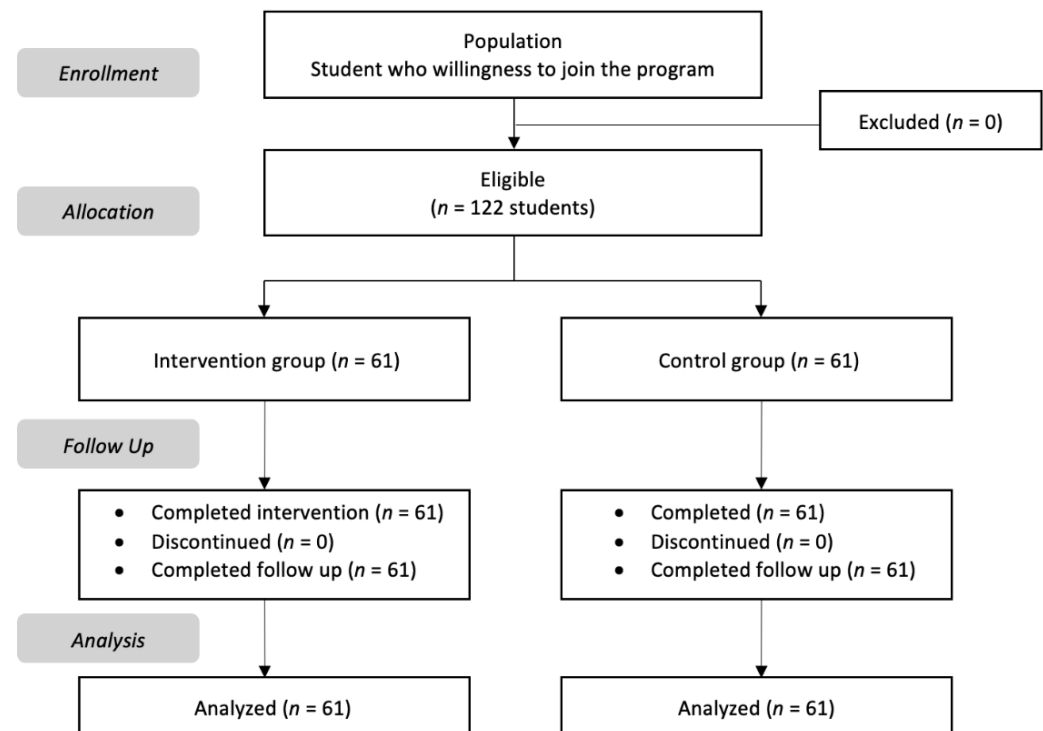 Enrollment
Population
Student who willingness to join the program
Excluded (n = 0)
Allocation
Eligible
(n = 122 students)
Intervention group (n = 61)
Control group (n = 61)
Follow Up
• Completed intervention (n = 61)
• Discontinued (n = 0)
• Completed follow up (n = 61)
• Completed (n = 61)
• Discontinued (n = 0)
• Completed follow up (n = 61)
Analysis
Analyzed (n = 61)
Analyzed (n = 61)